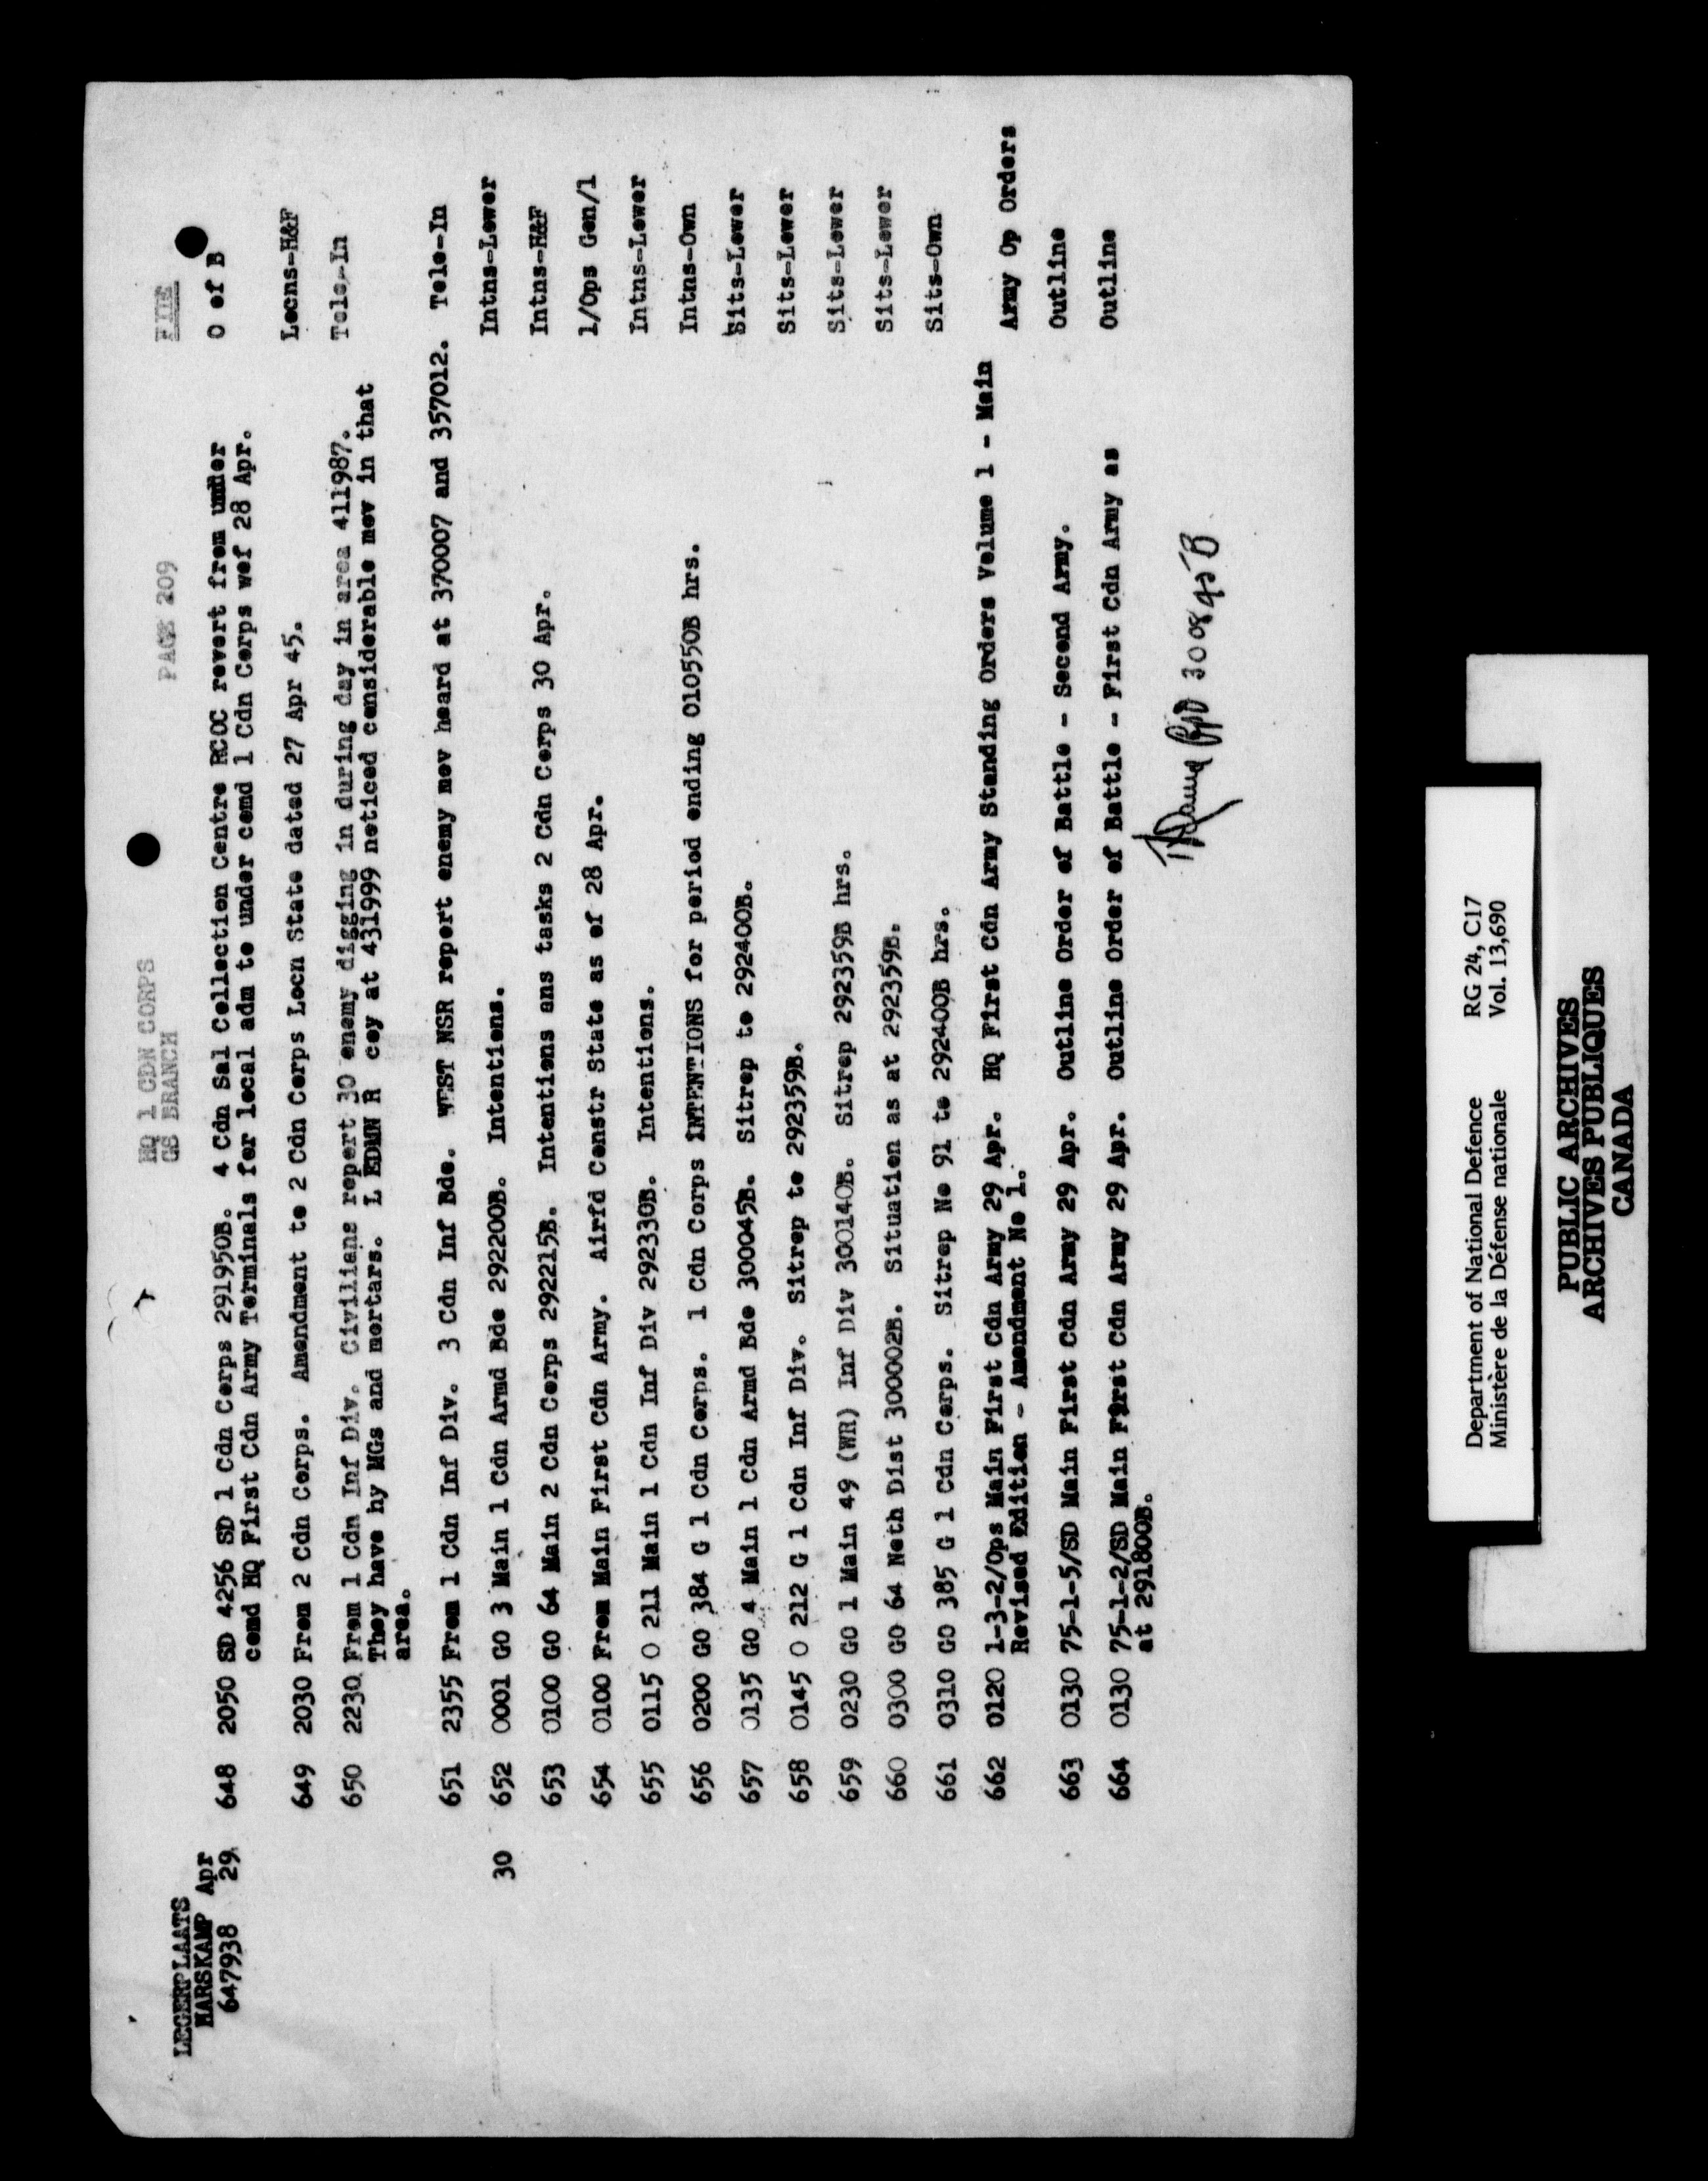 HQ 1 CDN CORPS
GS BRANCH
PAGE 209
FILE
LEGERPLAATS
HARSKAMP Apr
647938 29
648 2050 SD 4256 SD 1 Cdn Corps 291950B. 4 Cdn Sal Collection Centre RCOC revert from under O of B
comd HQ First Cdn Army Terminals for local adm to under comd 1 Cdn Corps wef 28 Apr.
649 2030 From 2 Cdn Corps. Amendment to 2 Cdn Corps Locn State dated 27 Apr 45. Locns-H&F
650 2230 From 1 Cdn Inf Div. Civilians report 30 enemy digging in during day in area 411987. Tele-In
They have hy MGs and mortars. L EDMN R coy at 431999 noticed considerable mov in that
area.
651 2355 From 1 Cdn Inf Div. 3 Cdn Inf Bde. WEST NSR report enemy mov heard at 370007 and 357012. Tele-In
30 652 0001 GO 3 Main 1 Cdn Armd Bde 292200B. Intentions. Intns-Lower
653 0100 GO 64 Main 2 Cdn Corps 292215B. Intentions ans tasks 2 Cdn Corps 30 Apr. Intns-H&F
654 0100 From Main First Cdn Army. Airfd Constr State as of 28 Apr. 1/Ops Gen/1
655 0115 O 211 Main 1 Cdn Inf Div 292330B. Intentions. Intns-Lower
656 0200 GO 384 G 1 Cdn Corps. 1 Cdn Corps INTENTIONS for period ending 010550B hrs. Intns-Own
657 0135 GO 4 Main 1 Cdn Armd Bde 300045B. Sitrep to 292400B. Sits-Lower
658 0145 O 212 G 1 Cdn Inf Div. Sitrep to 292359B. Sits-Lower
659 0230 GO 1 Main 49 (WR) Inf Div 300140B. Sitrep 292359B hrs. Sits-Lower
660 0300 GO 64 Neth Dist 300002B. Situation as at 292359B. Sits-Lower
661 0310 GO 385 G 1 Cdn Corps. Sitrep No 91 to 292400B hrs. Sits-Own
662 0120 1-3-2/Ops Main First Cdn Army 29 Apr. HQ First Cdn Army Standing Orders Volume 1 - Main
Revised Edition - Amendment No 1. Army Op Orders
663 0130 75-1-5/SD Main First Cdn Army 29 Apr. Outline Order of Battle - Second Army. Outline
664 0130 75-1-2/SD Main First Cdn Army 29 Apr. Outline Order of Battle - First Cdn Army as Outline
at 291800B.
300845B
Department of National Defence RG 24, C17
Ministère de la Défense nationale Vol. 13,690
PUBLIC ARCHIVES
ARCHIVES PUBLIQUES
CANADA